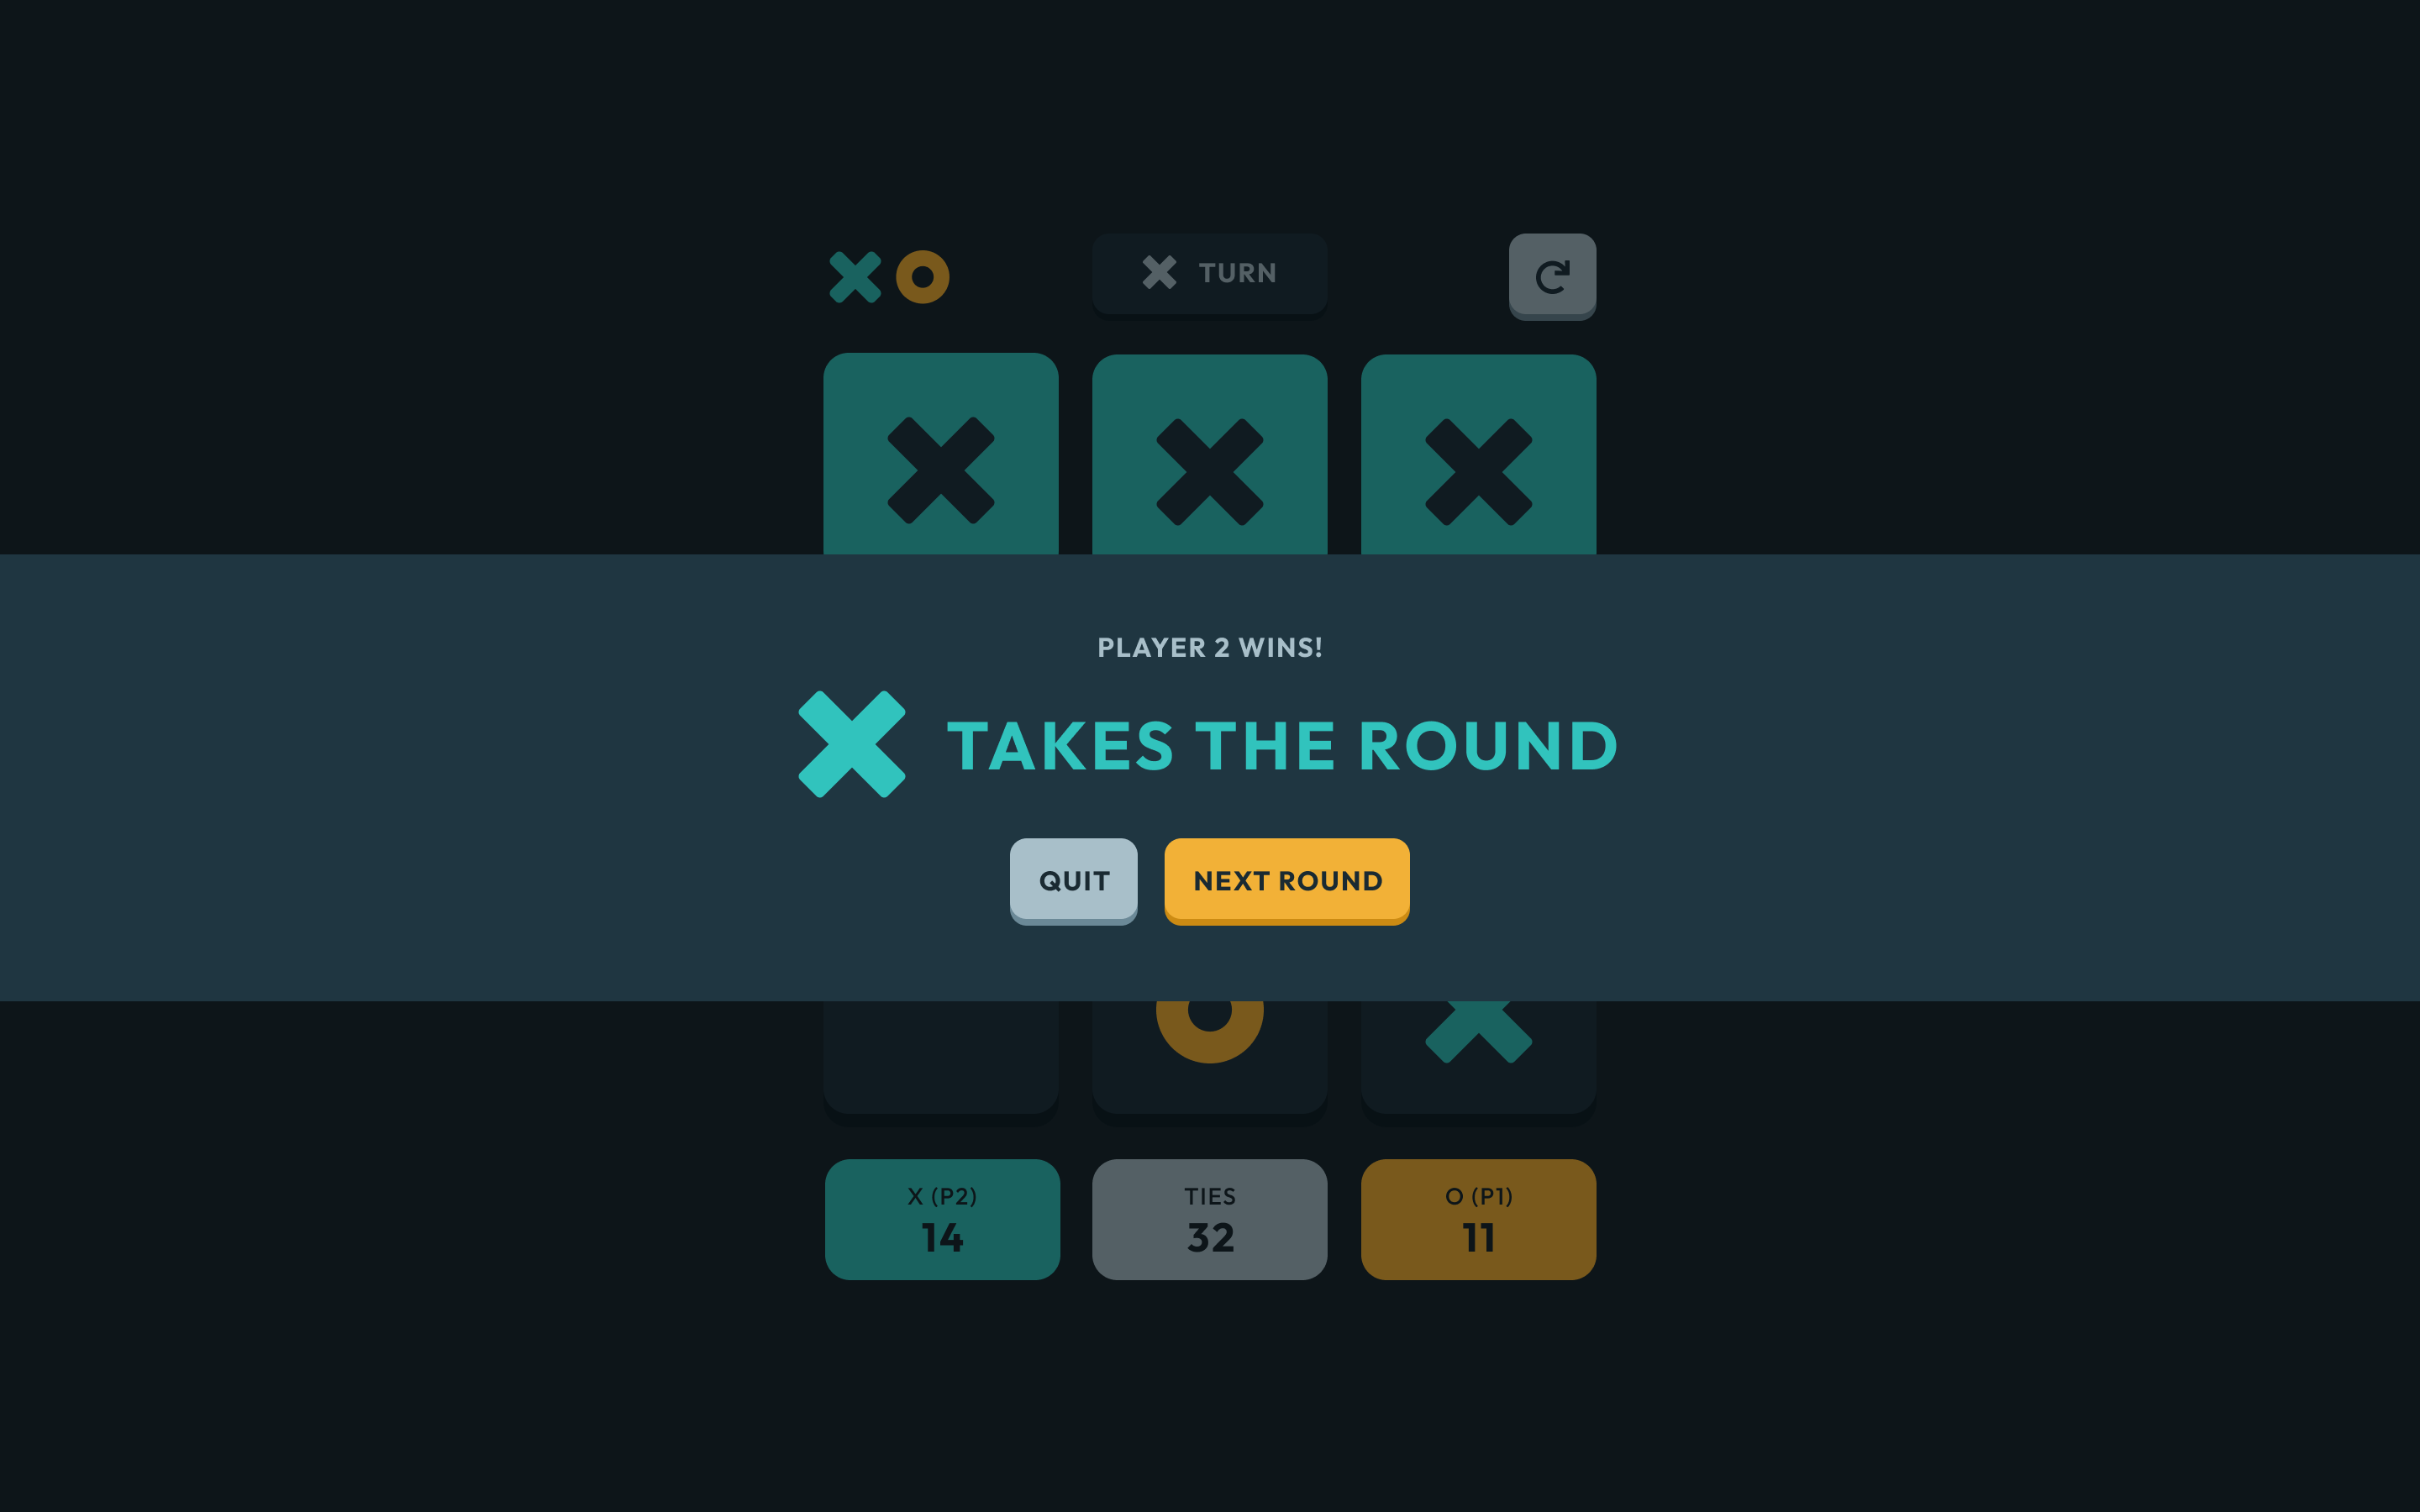 TURN
PLAYER 2 WINS!
TAKES THE ROUND
QUIT
NEXT ROUND
X (P2)
14
TIES
32
O (P1)
11